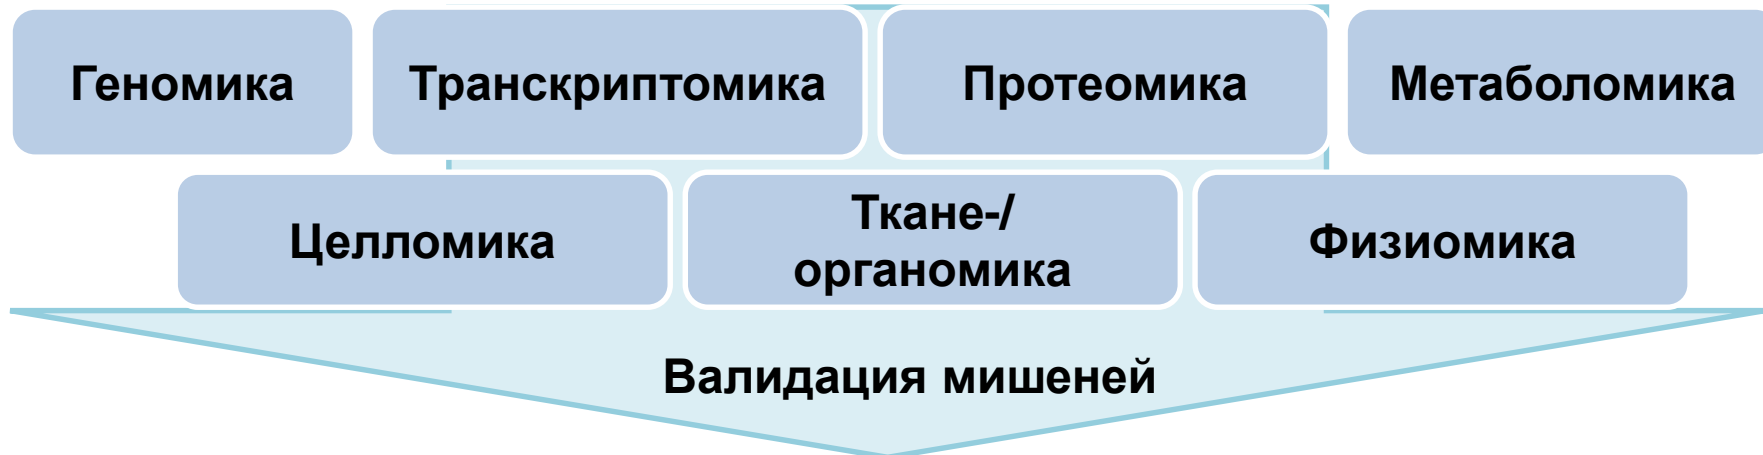 Геномика
Транскриптомика
Протеомика
Метаболомика
Целломика
Ткане-/
органомика
Физиомика
Валидация мишеней